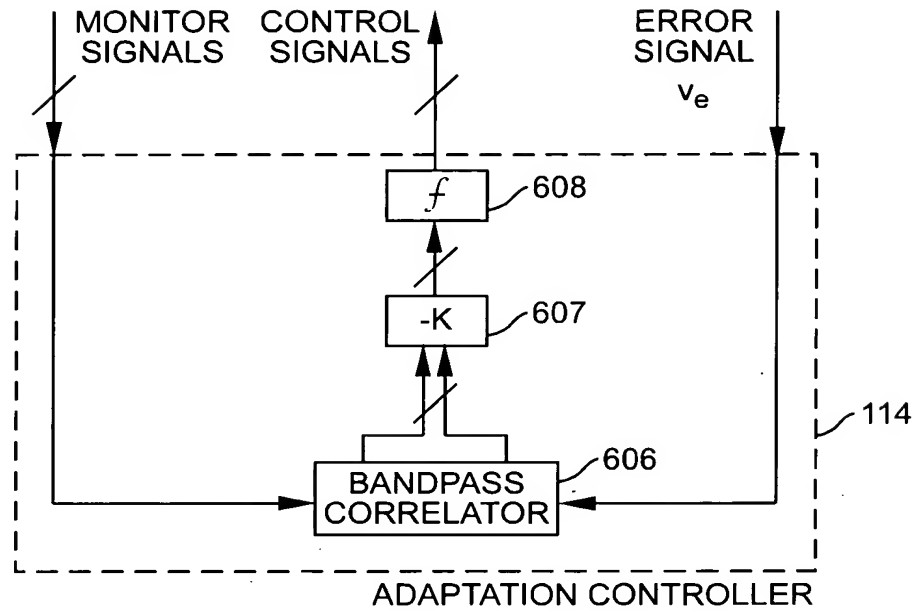 MONITOR SIGNALS
CONTROL SIGNALS
ERROR SIGNAL
ve
f
608
-K
607
114
606
BANDPASS CORRELATOR
ADAPTATION CONTROLLER